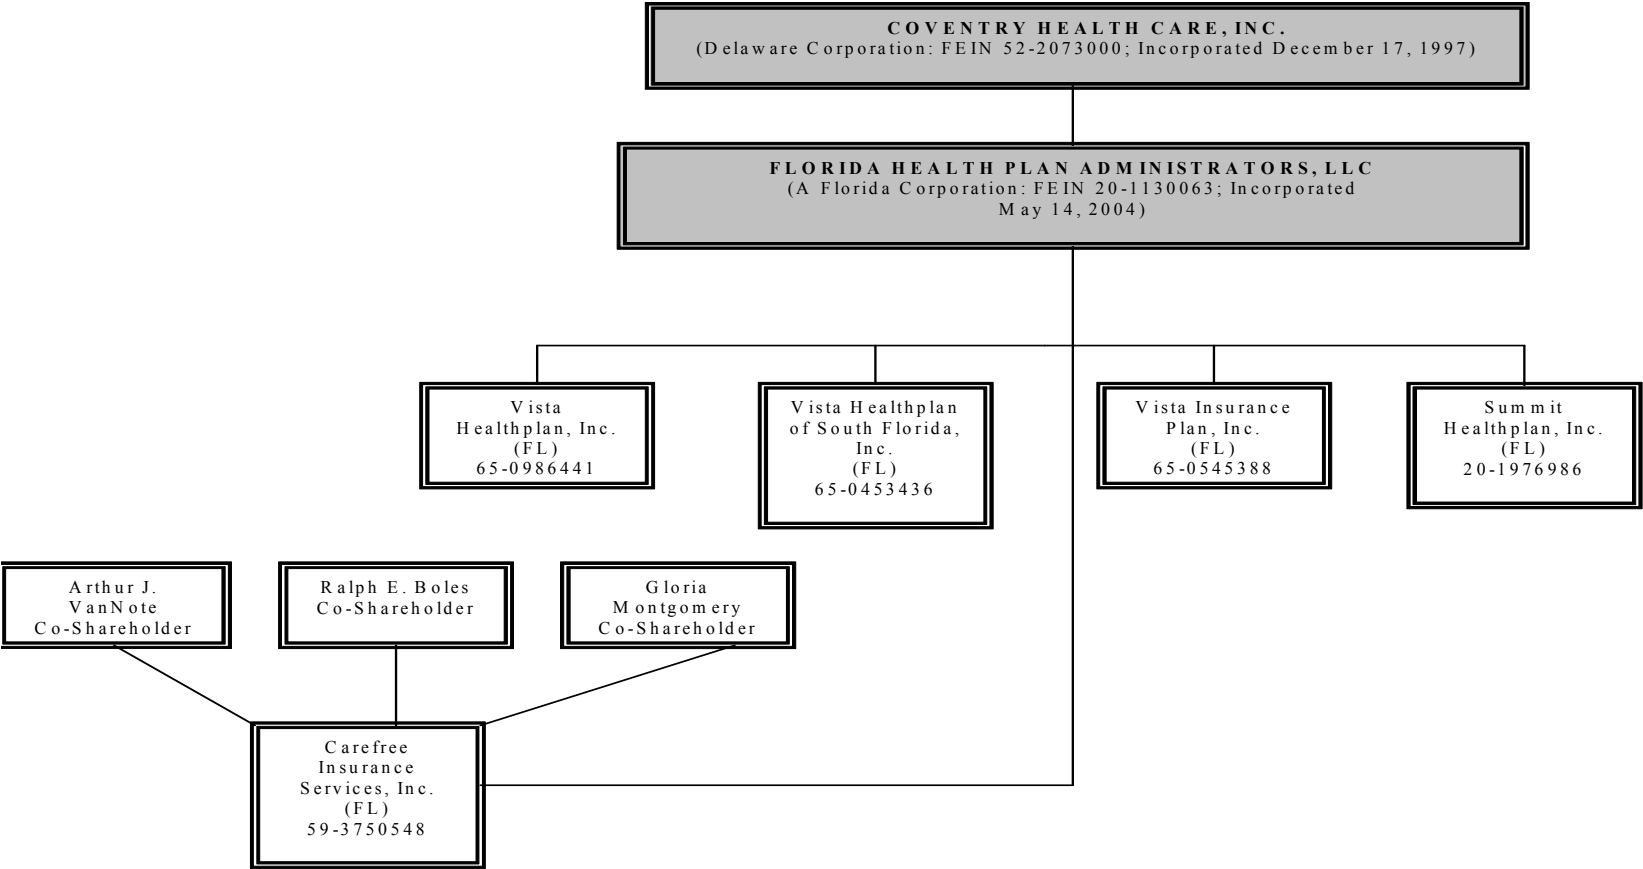 COVENTRY HEALTH CARE, INC.
(Delaware Corporation: FEIN 52-2073000; Incorporated December 17, 1997)
FLORIDA HEALTH PLAN ADMINISTRATORS, LLC
(A Florida Corporation: FEIN 20-1130063; Incorporated
May 14, 2004)
Vista
Healthplan, Inc.
(FL)
65-0986441
Vista Healthplan
of South Florida,
Inc.
(FL)
65-0453436
Vista Insurance
Plan, Inc.
(FL)
65-0545388
Summit
Healthplan, Inc.
(FL)
20-1976986
Arthur J.
VanNote
Co-Shareholder
Ralph E. Boles
Co-Shareholder
Gloria
Montgomery
Co-Shareholder
Carefree
Insurance
Services, Inc.
(FL)
59-3750548